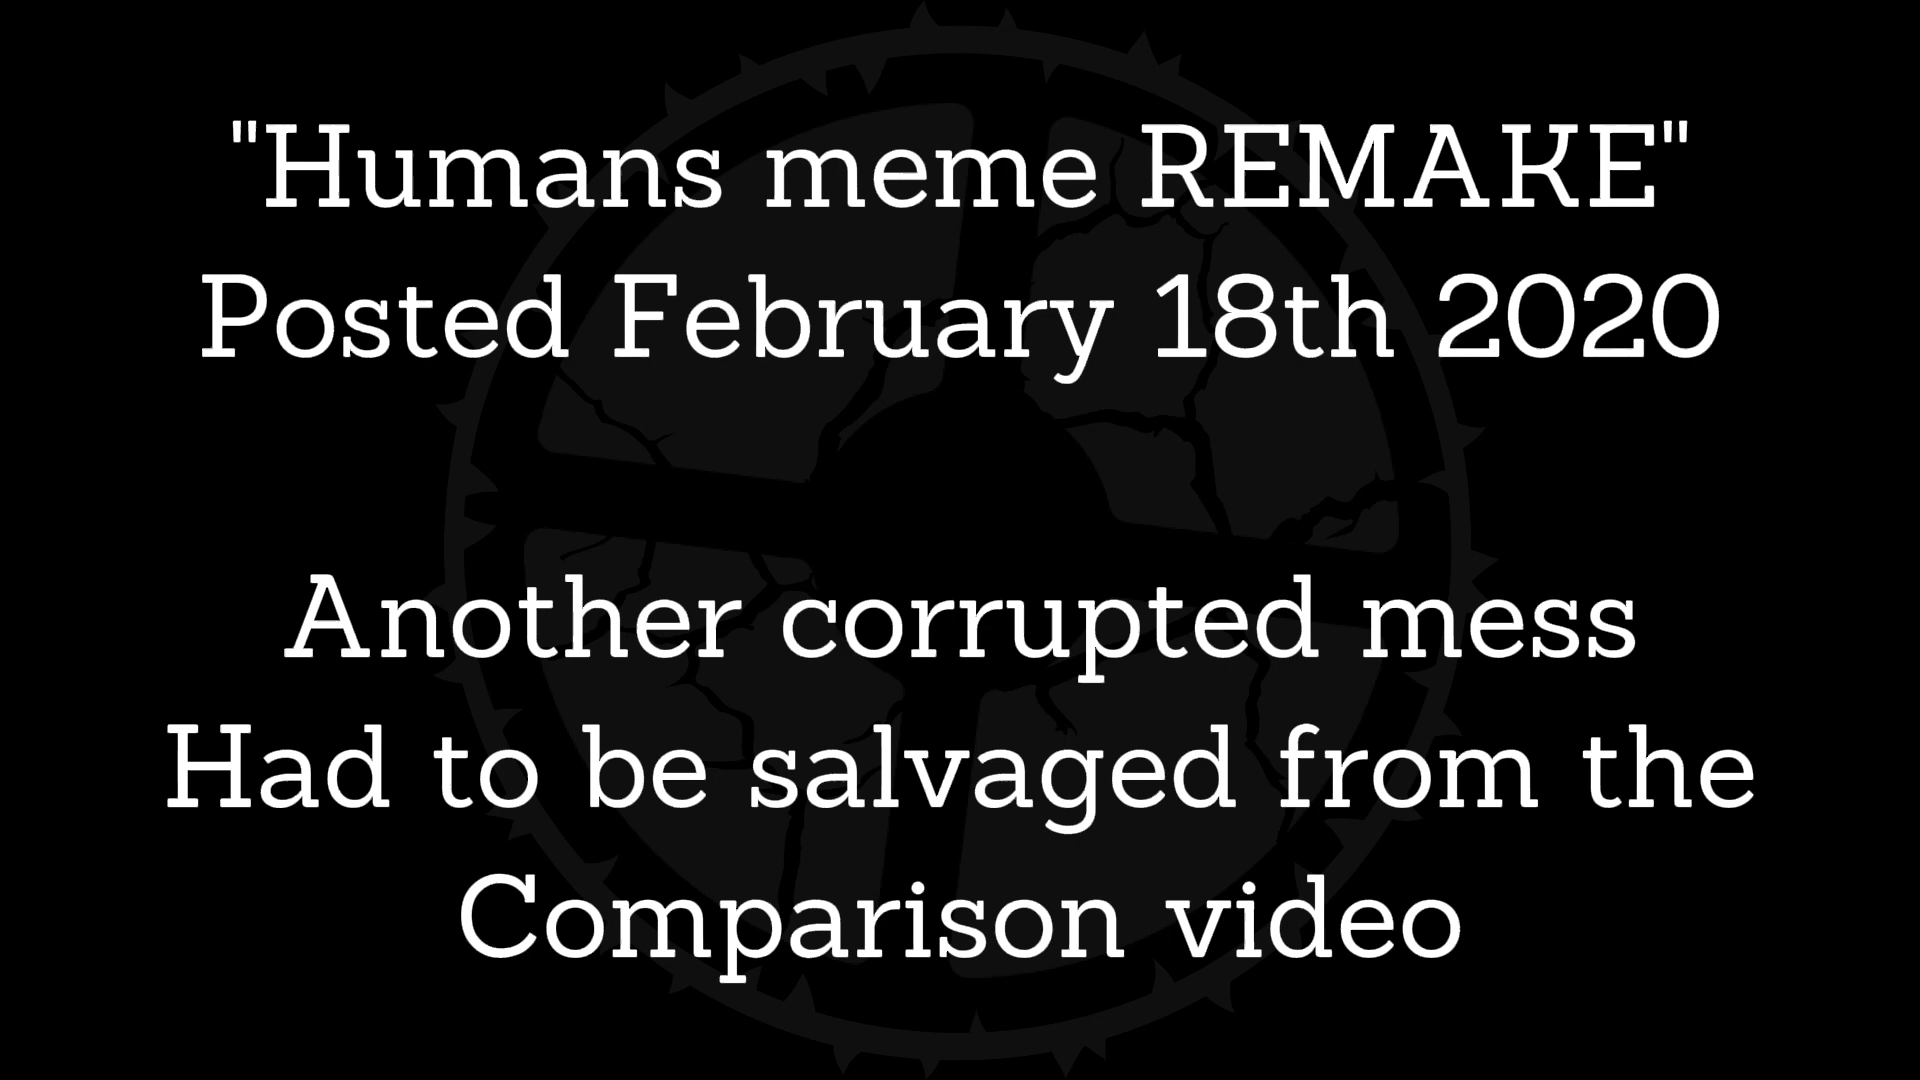 "Humans meme REMAKE"
Posted February 18th 2020
Another corrupted mess
Had to be salvaged from the
Comparison video